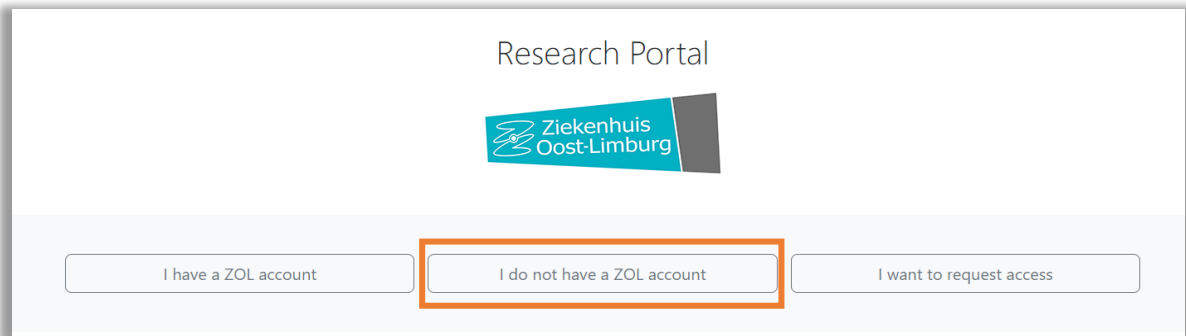 Research Portal
Ziekenhuis
Oost-Limburg
I have a ZOL account
I do not have a ZOL account
I want to request access